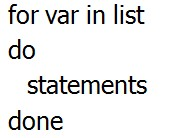 for var in list
do
   statements
done